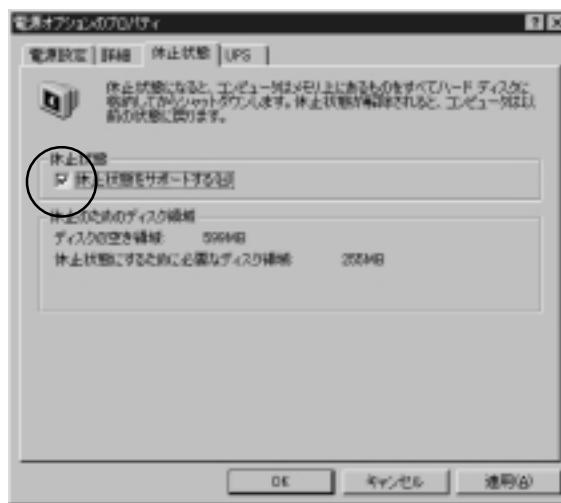 電源オプションのプロパティ
電源設定 詳細 休止状態 UPS
休止状態になると、コンピュータはメモリ上にあるものをすべてハード ディスクに
格納してからシャットダウンします。休止状態が解除されると、コンピュータは以
前の状態に戻ります。
休止状態
休止状態をサポートする(H)
休止のためのディスク領域
ディスクの空き領域: 599MB
休止状態にするために必要なディスク領域: 255MB
OK キャンセル 適用(A)